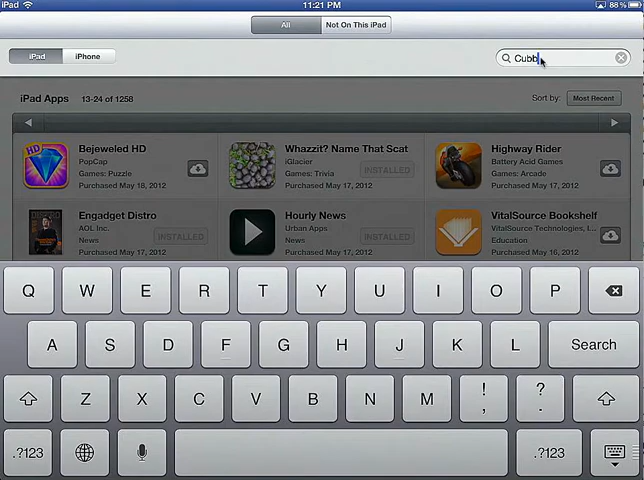 iPad 11:21 PM 88%
All Not On This iPad
iPad iPhone Cubb
iPad Apps 13-24 of 1258 Sort by: Most Recent
Bejeweled HD
PopCap
Games: Puzzle
Purchased May 18, 2012
HD
Whazzit? Name That Scat
iGlacier
Games: Trivia
Purchased May 17, 2012
INSTALLED
Highway Rider
Battery Acid Games
Games: Arcade
Purchased May 17, 2012
Engadget Distro
AOL Inc.
News
Purchased May 17, 2012
INSTALLED
Hourly News
Urban Apps
News
Purchased May 17, 2012
INSTALLED
VitalSource Bookshelf
VitalSource Technologies, I...
Education
Purchased May 16, 2012
Q W E R T Y U I O P
A S D F G H J K L Search
Z X C V B N M ! , ? .
.?123 .?123